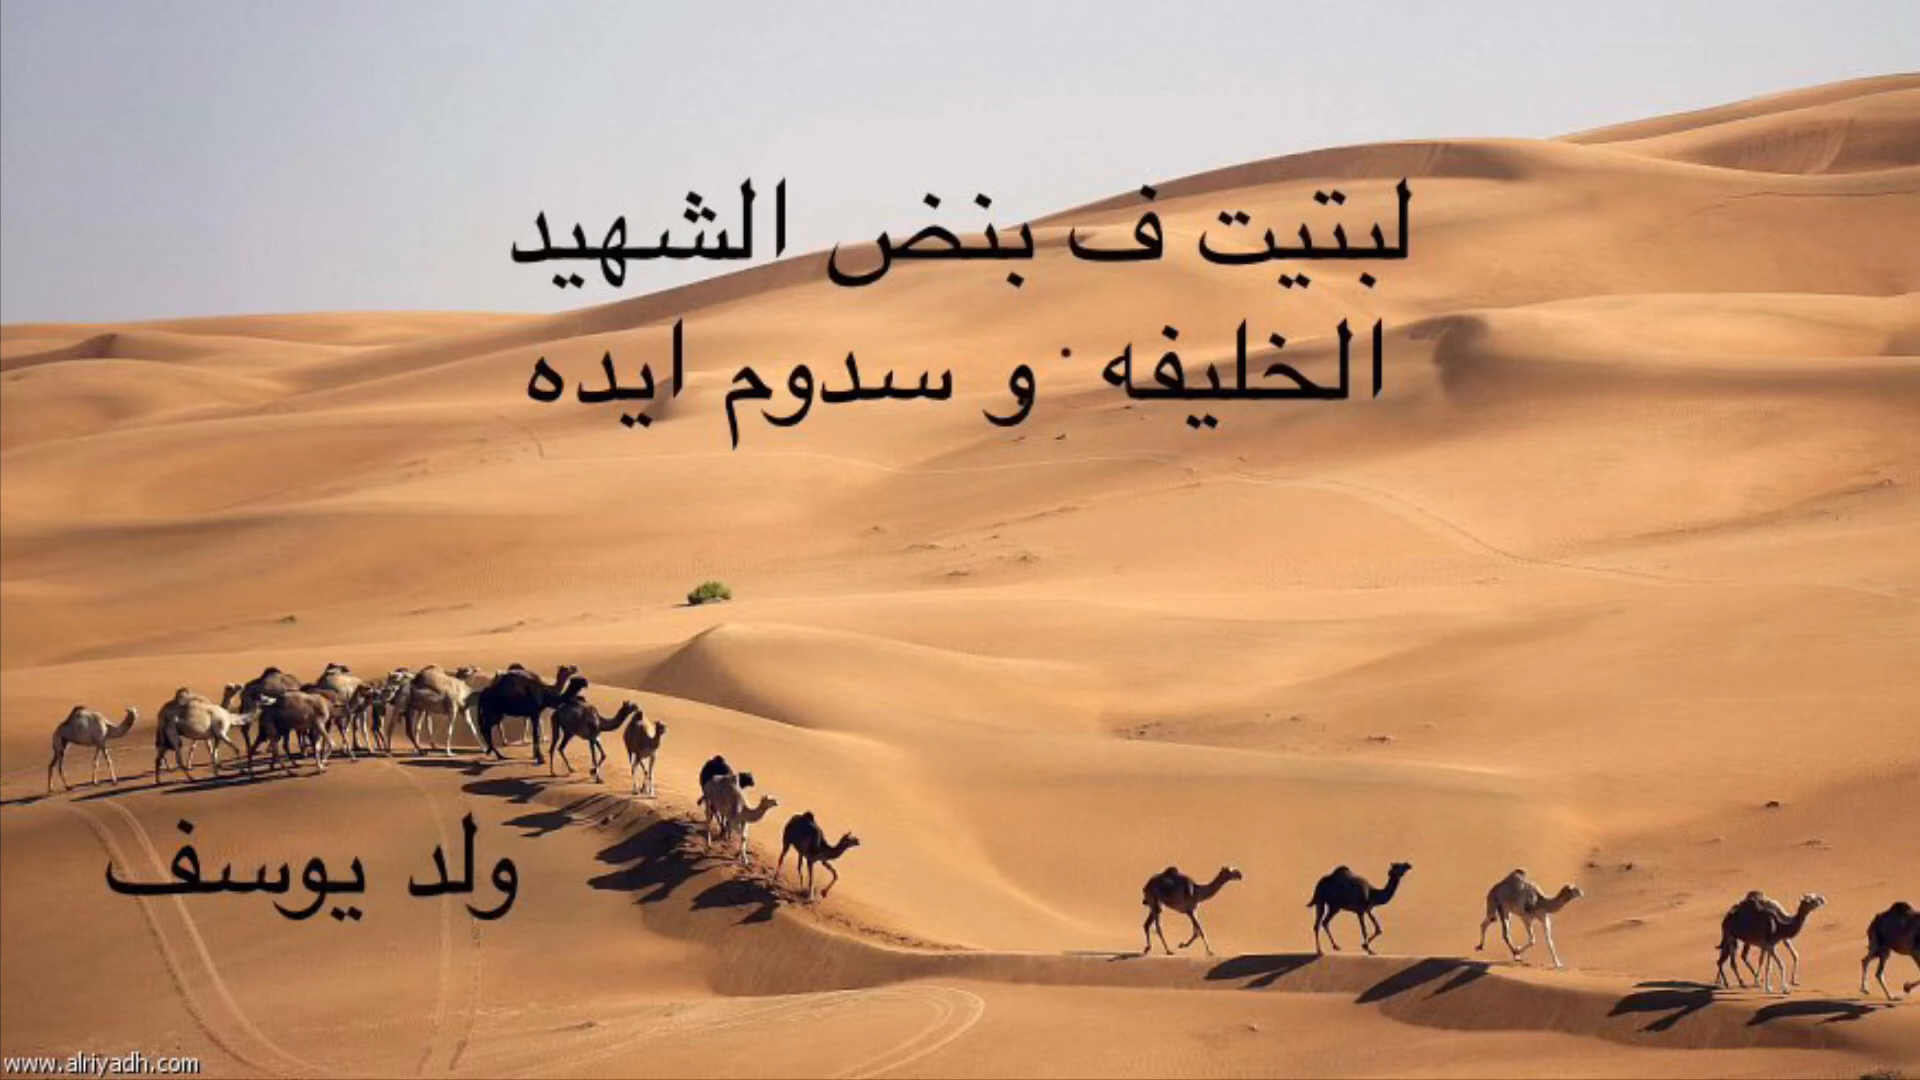 لبتيت ف بنض الشهيد
الخليفه و سدوم ايده
ولد يوسف
www.alriyadh.com